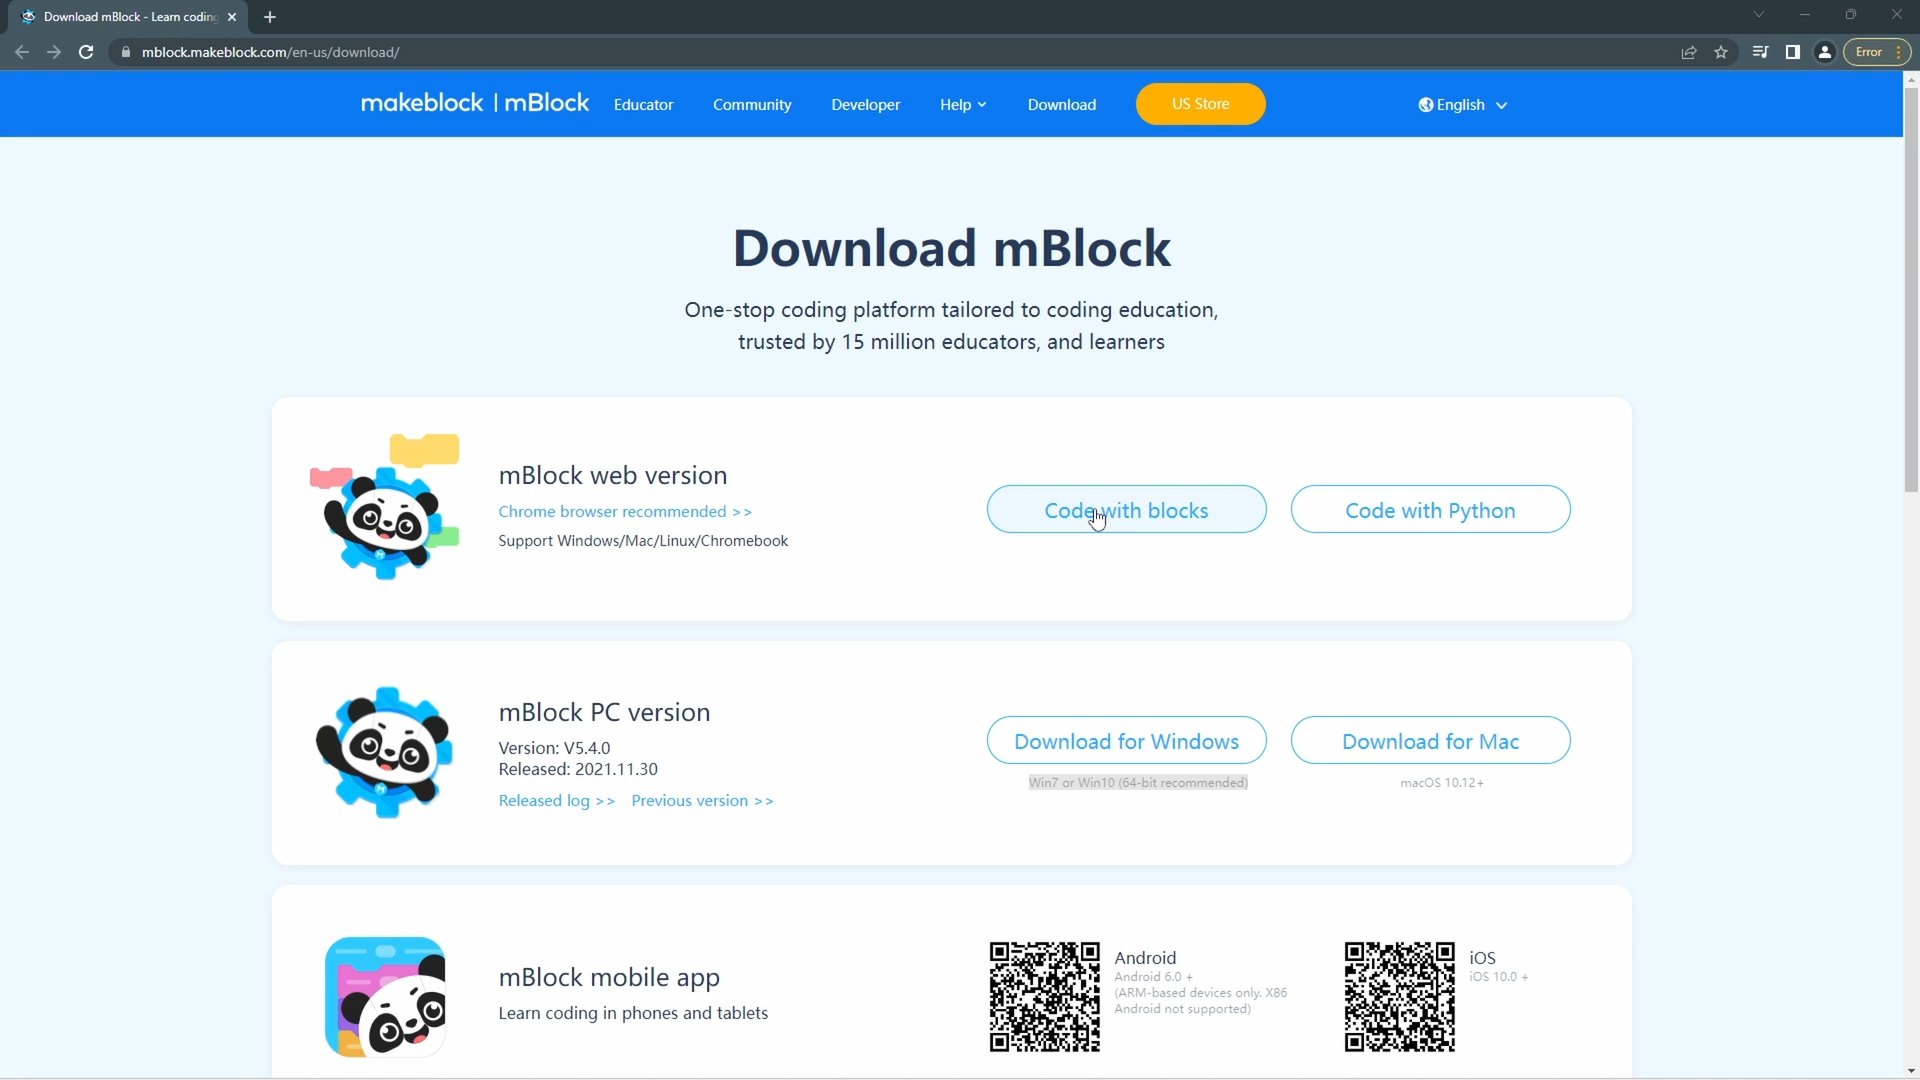 Download mBlock - Learn coding
mblock.makeblock.com/en-us/download/
Error
makeblock | mBlock
Educator
Community
Developer
Help
Download
US Store
English
Download mBlock
One-stop coding platform tailored to coding education,
trusted by 15 million educators, and learners
mBlock web version
Chrome browser recommended >>
Support Windows/Mac/Linux/Chromebook
Code with blocks
Code with Python
mBlock PC version
Version: V5.4.0
Released: 2021.11.30
Released log >> Previous version >>
Download for Windows
Win7 or Win10 (64-bit recommended)
Download for Mac
macOS 10.12+
mBlock mobile app
Learn coding in phones and tablets
Android
Android 6.0 +
(ARM-based devices only. X86
Android not supported)
iOS
iOS 10.0 +